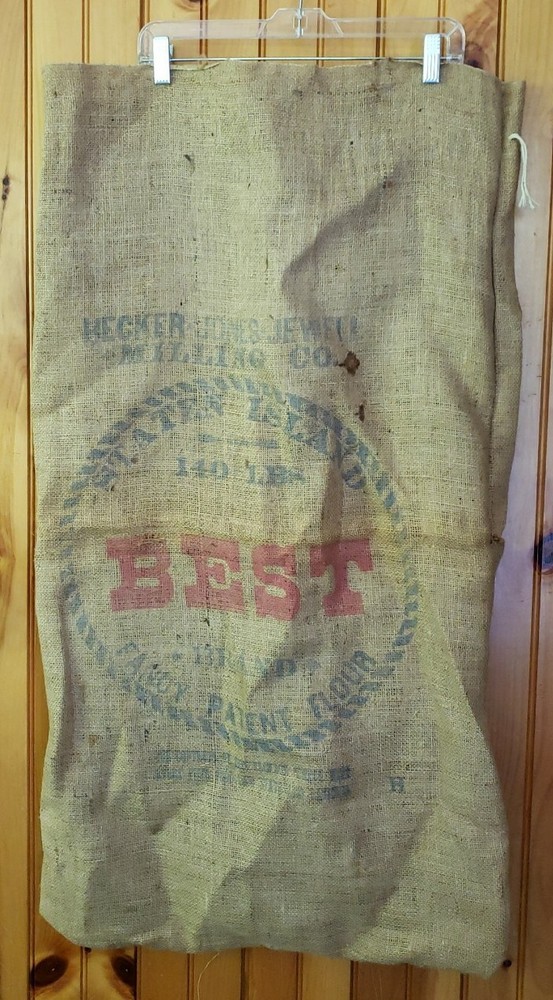 HECKER-JONES-JEWELL
MILLING CO.
STATEN ISLAND
140 LBS
BEST
BRAND
FANCY PATENT FLOUR
B